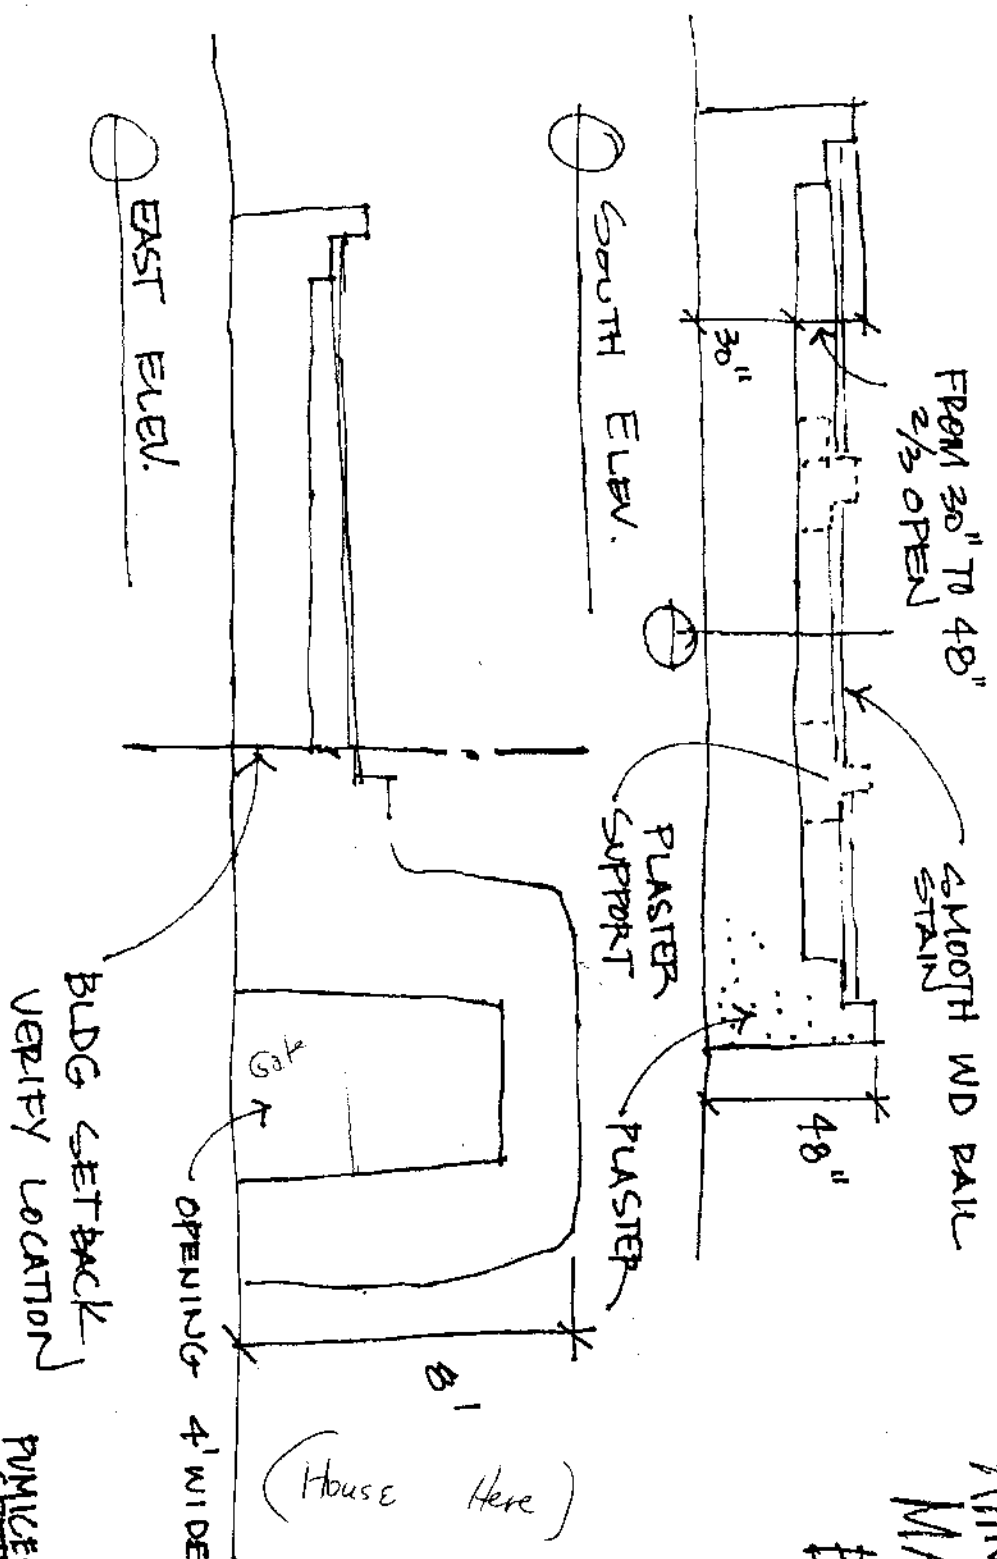 FROM 30" TO 48"
2/3 OPEN
SMOOTH WD RAIL
STAIN
30"
48"
PLASTER
SUPPORT
PLASTER
SOUTH ELEV.
8'
(House Here)
Gate
OPENING 4' WIDE
EAST ELEV.
BLDG SETBACK
VERIFY LOCATION
PUMICE